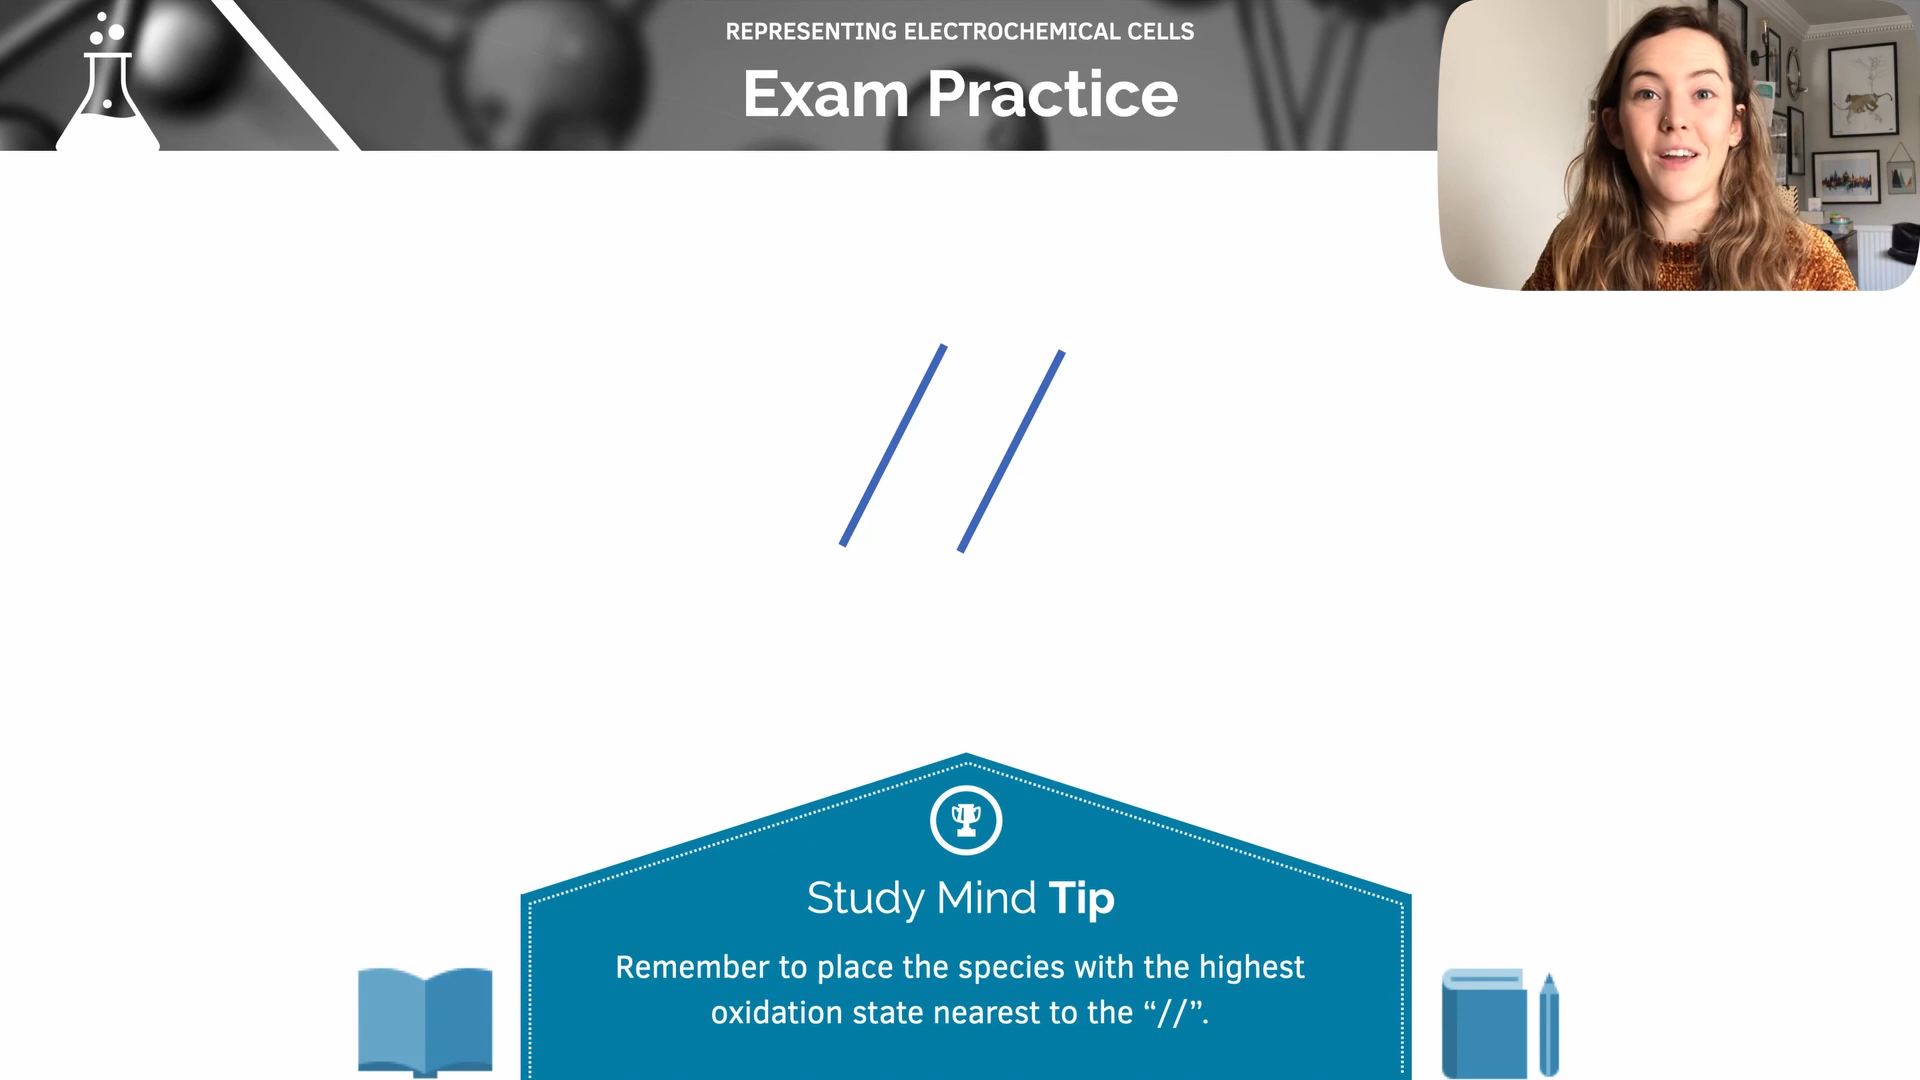 REPRESENTING ELECTROCHEMICAL CELLS
Exam Practice
//
Study Mind Tip
Remember to place the species with the highest
oxidation state nearest to the “//”.